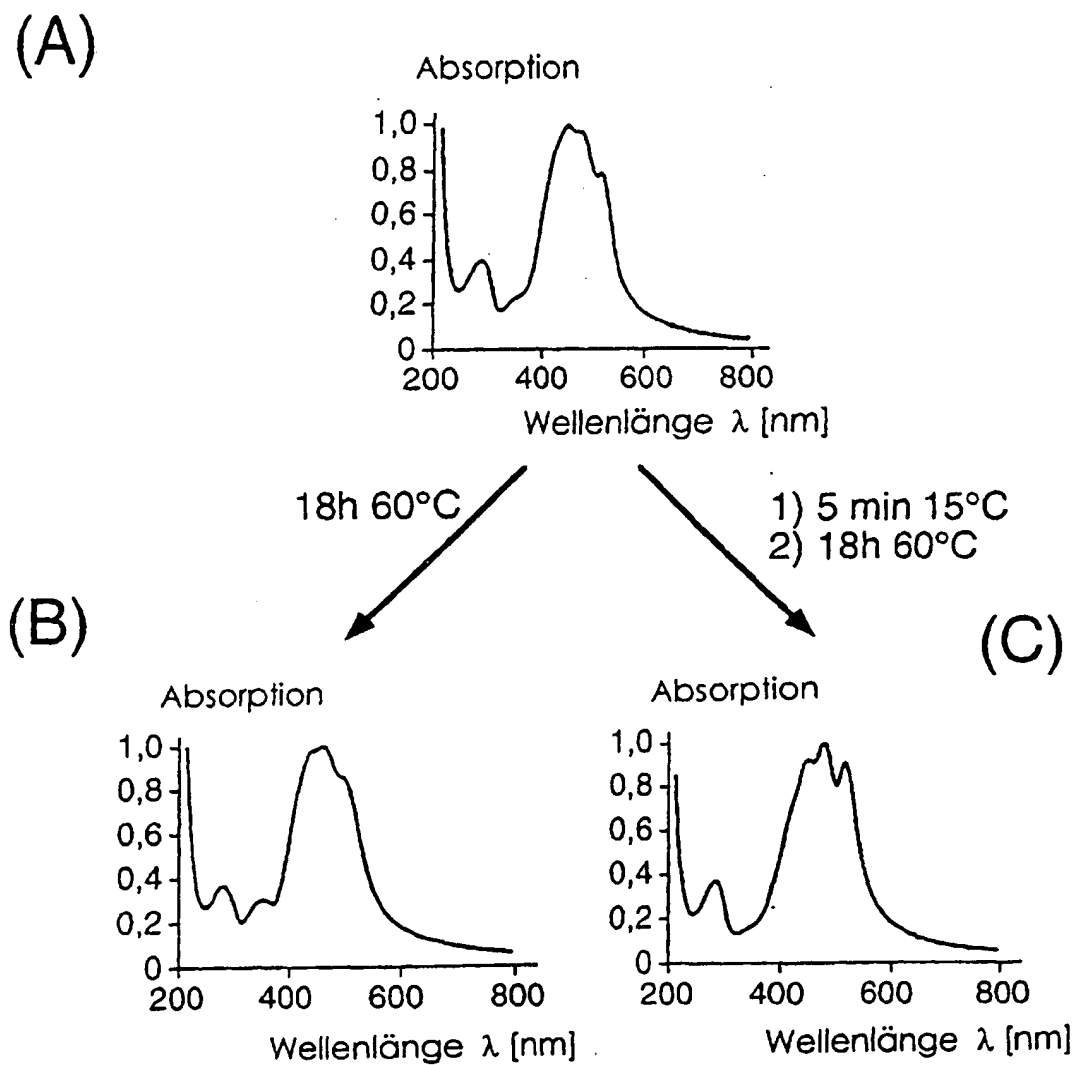 (A)
Absorption
1,0
0,8
0,6
0,4
0,2
0
200 400 600 800
Wellenlänge λ [nm]
18h 60°C
1) 5 min 15°C
2) 18h 60°C
(B)
Absorption
1,0
0,8
0,6
0,4
0,2
0
200 400 600 800
Wellenlänge λ [nm]
(C)
Absorption
1,0
0,8
0,6
0,4
0,2
0
200 400 600 800
Wellenlänge λ [nm]